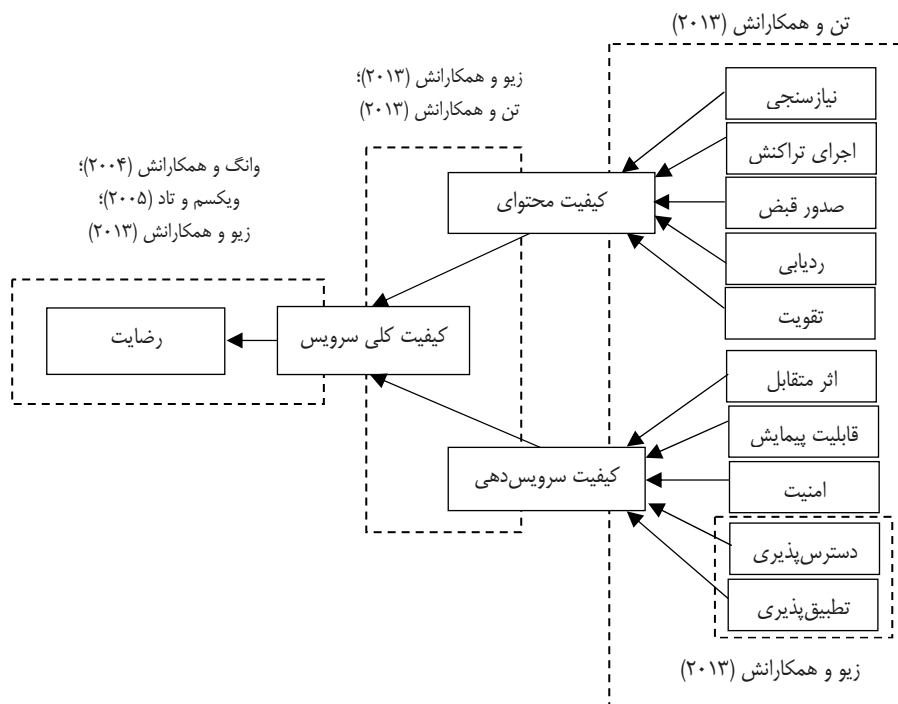 تن و همکارانش (۲۰۱۳)
نیازسنجی
اجرای تراکنش
صدور قبض
ردیابی
تقویت
اثر متقابل
قابلیت پیمایش
امنیت
دسترس‌پذیری
تطبیق‌پذیری
زیو و همکارانش (۲۰۱۳)
زیو و همکارانش (۲۰۱۳)؛
تن و همکارانش (۲۰۱۳)
کیفیت محتوای
کیفیت سرویس‌دهی
کیفیت کلی سرویس
وانگ و همکارانش (۲۰۰۴)؛
ویکسم و تاد (۲۰۰۵)؛
زیو و همکارانش (۲۰۱۳)
رضایت